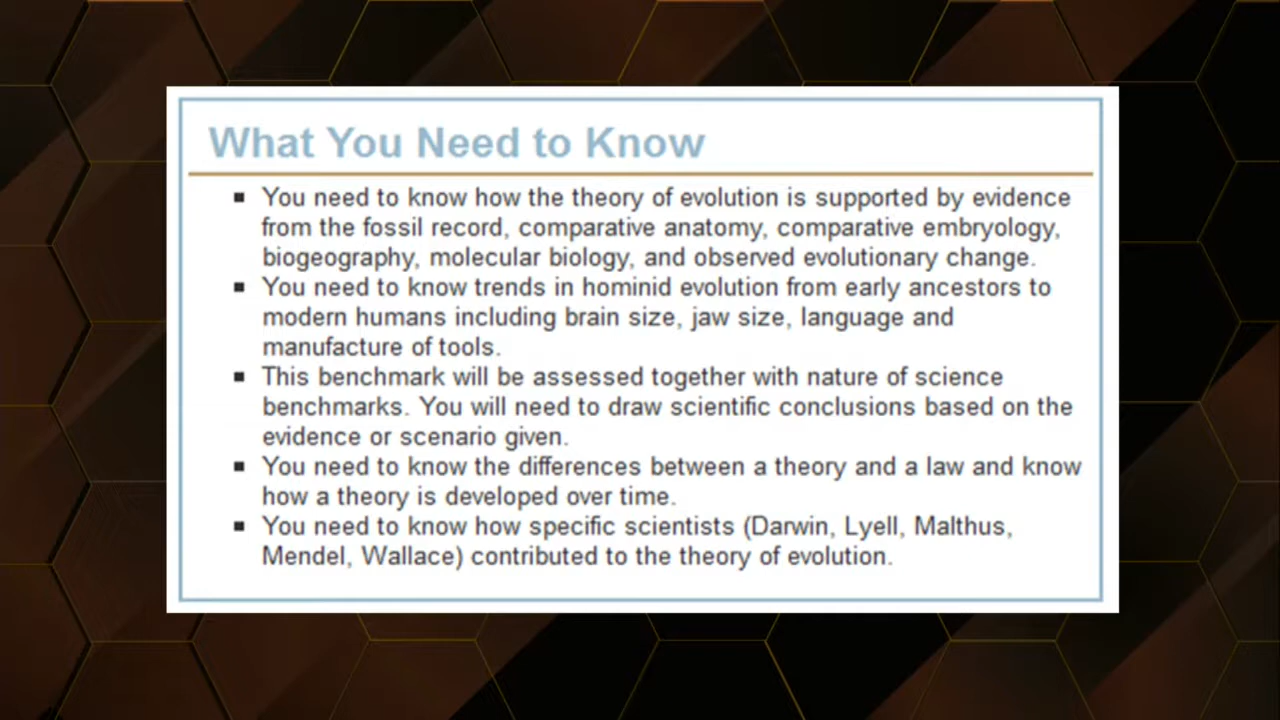 What You Need to Know
▪ You need to know how the theory of evolution is supported by evidence
from the fossil record, comparative anatomy, comparative embryology,
biogeography, molecular biology, and observed evolutionary change.
▪ You need to know trends in hominid evolution from early ancestors to
modern humans including brain size, jaw size, language and
manufacture of tools.
▪ This benchmark will be assessed together with nature of science
benchmarks. You will need to draw scientific conclusions based on the
evidence or scenario given.
▪ You need to know the differences between a theory and a law and know
how a theory is developed over time.
▪ You need to know how specific scientists (Darwin, Lyell, Malthus,
Mendel, Wallace) contributed to the theory of evolution.